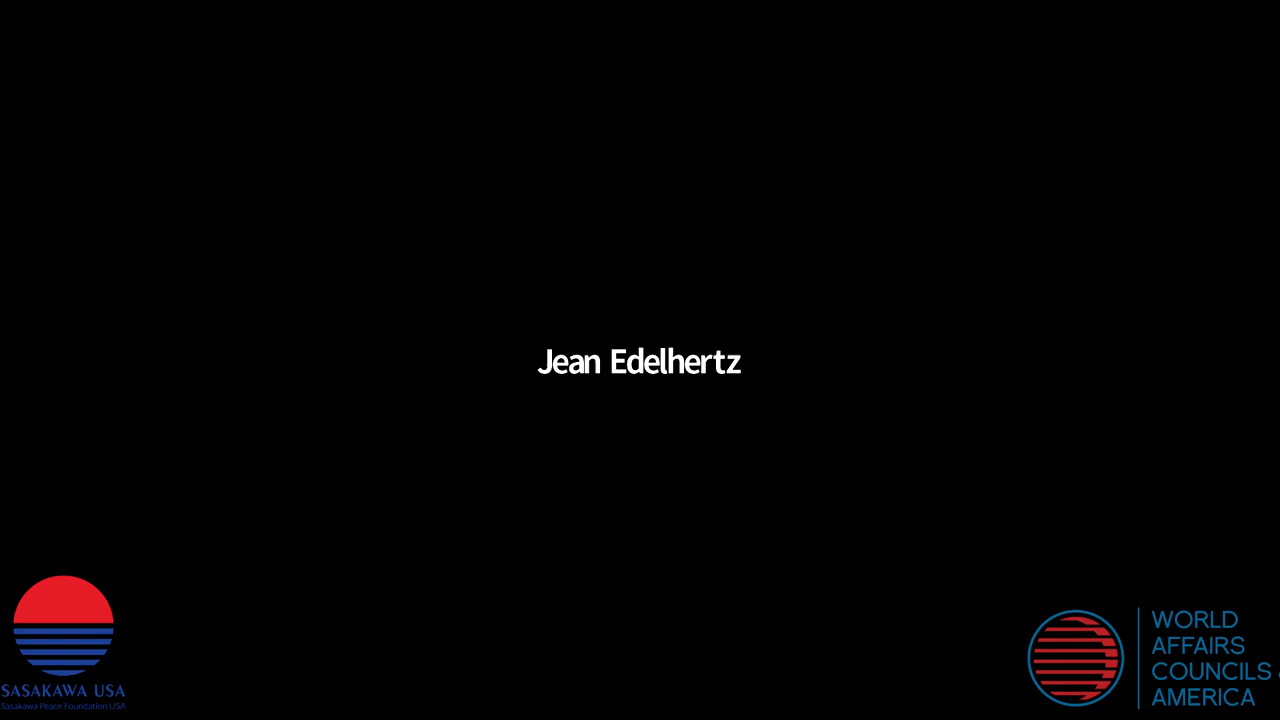 Jean Edelhertz
SASAKAWA USA
Sasakawa Peace Foundation USA
WORLD
AFFAIRS
COUNCILS
AMERICA